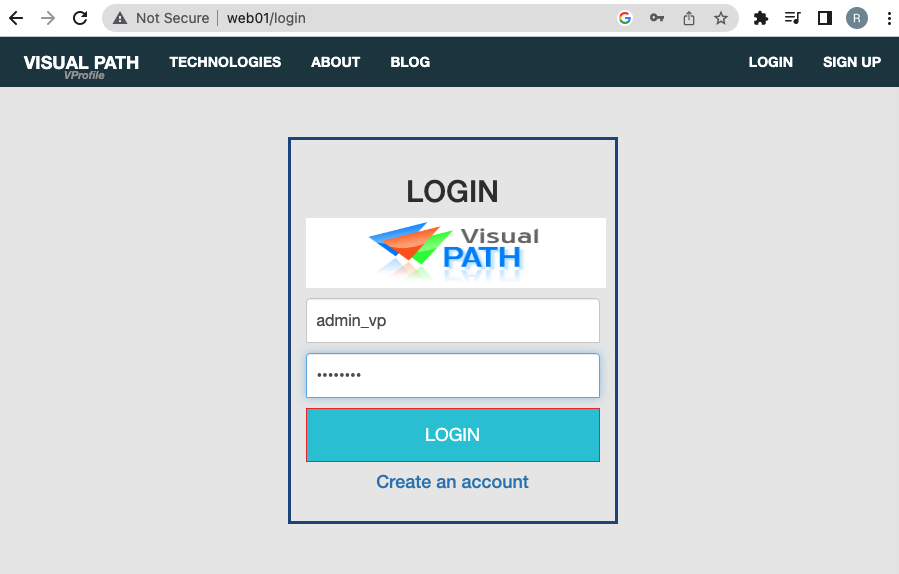 Not Secure web01/login R
VISUAL PATH TECHNOLOGIES ABOUT BLOG LOGIN SIGN UP
VProfile
LOGIN
Visual
PATH
admin_vp
••••••••
LOGIN
Create an account